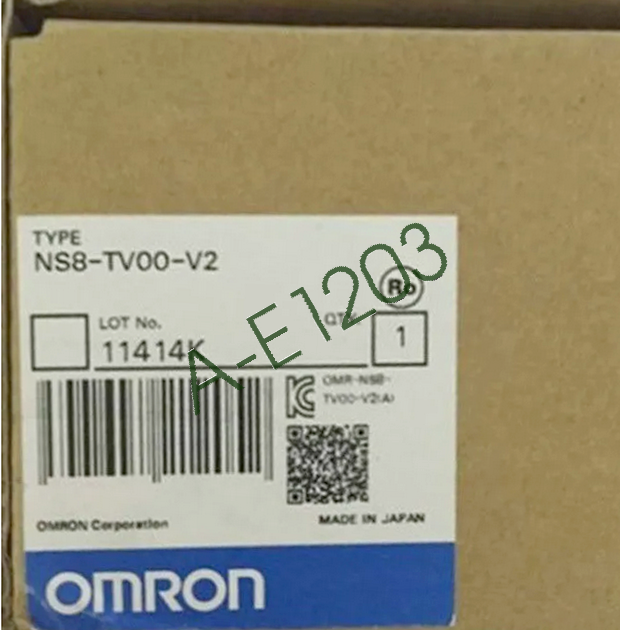 TYPE
NS8-TV00-V2
Ro
LOT No.
QTY
11414K
1
A-E1203
OMR-NS8-
TV00-V2(A)
OMRON Corporation
MADE IN JAPAN
OMRON